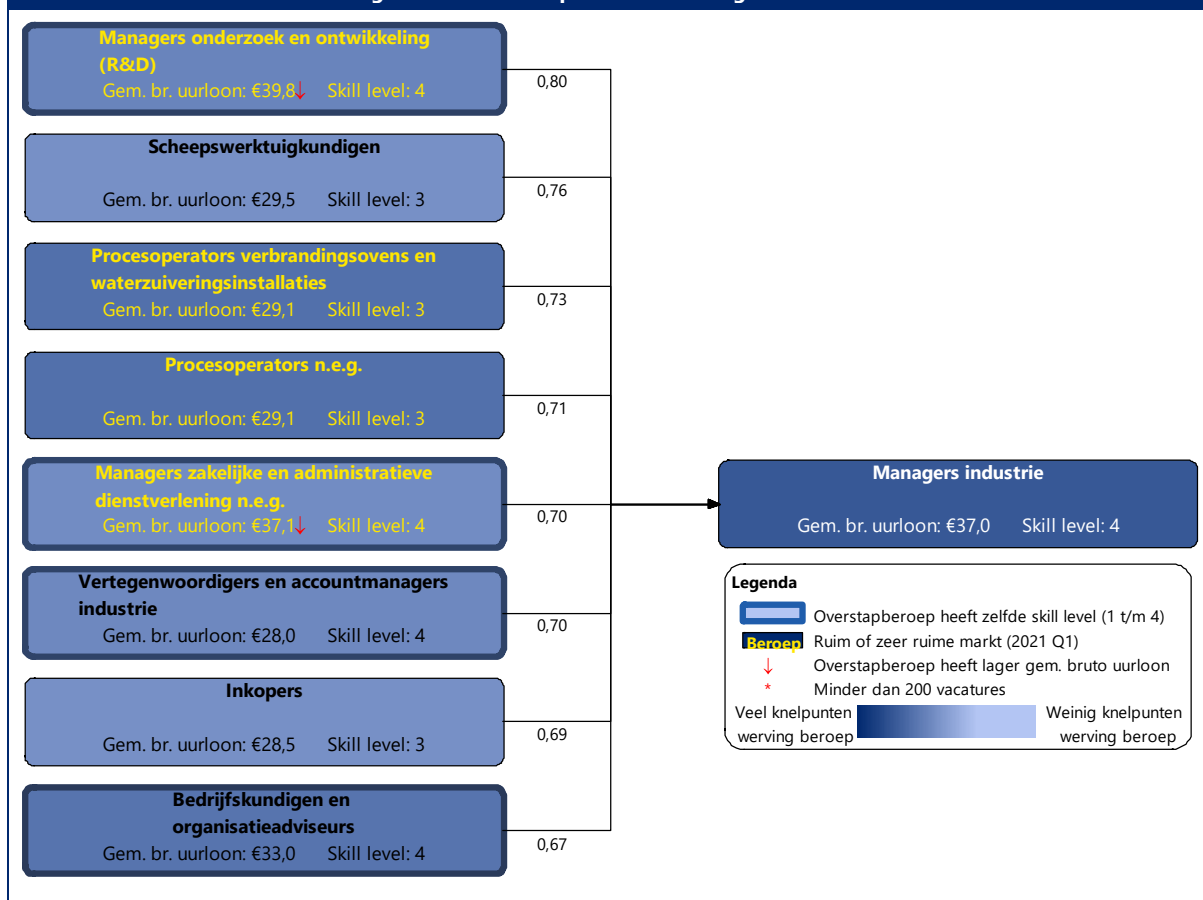 Managers onderzoek en ontwikkeling
(R&D)
Gem. br. uurloon: €39,8↓ Skill level: 4
0,80
Scheepswerktuigkundigen
Gem. br. uurloon: €29,5 Skill level: 3
0,76
Procesoperators verbrandingsovens en
waterzuiveringsinstallaties
Gem. br. uurloon: €29,1 Skill level: 3
0,73
Procesoperators n.e.g.
Gem. br. uurloon: €29,1 Skill level: 3
0,71
Managers zakelijke en administratieve
dienstverlening n.e.g.
Gem. br. uurloon: €37,1↓ Skill level: 4
0,70
Vertegenwoordigers en accountmanagers
industrie
Gem. br. uurloon: €28,0 Skill level: 4
0,70
Inkopers
Gem. br. uurloon: €28,5 Skill level: 3
0,69
Bedrijfskundigen en
organisatieadviseurs
Gem. br. uurloon: €33,0 Skill level: 4
0,67
Managers industrie
Gem. br. uurloon: €37,0 Skill level: 4
Legenda
Overstapberoep heeft zelfde skill level (1 t/m 4)
Beroep Ruim of zeer ruime markt (2021 Q1)
↓ Overstapberoep heeft lager gem. bruto uurloon
* Minder dan 200 vacatures
Veel knelpunten
werving beroep
Weinig knelpunten
werving beroep